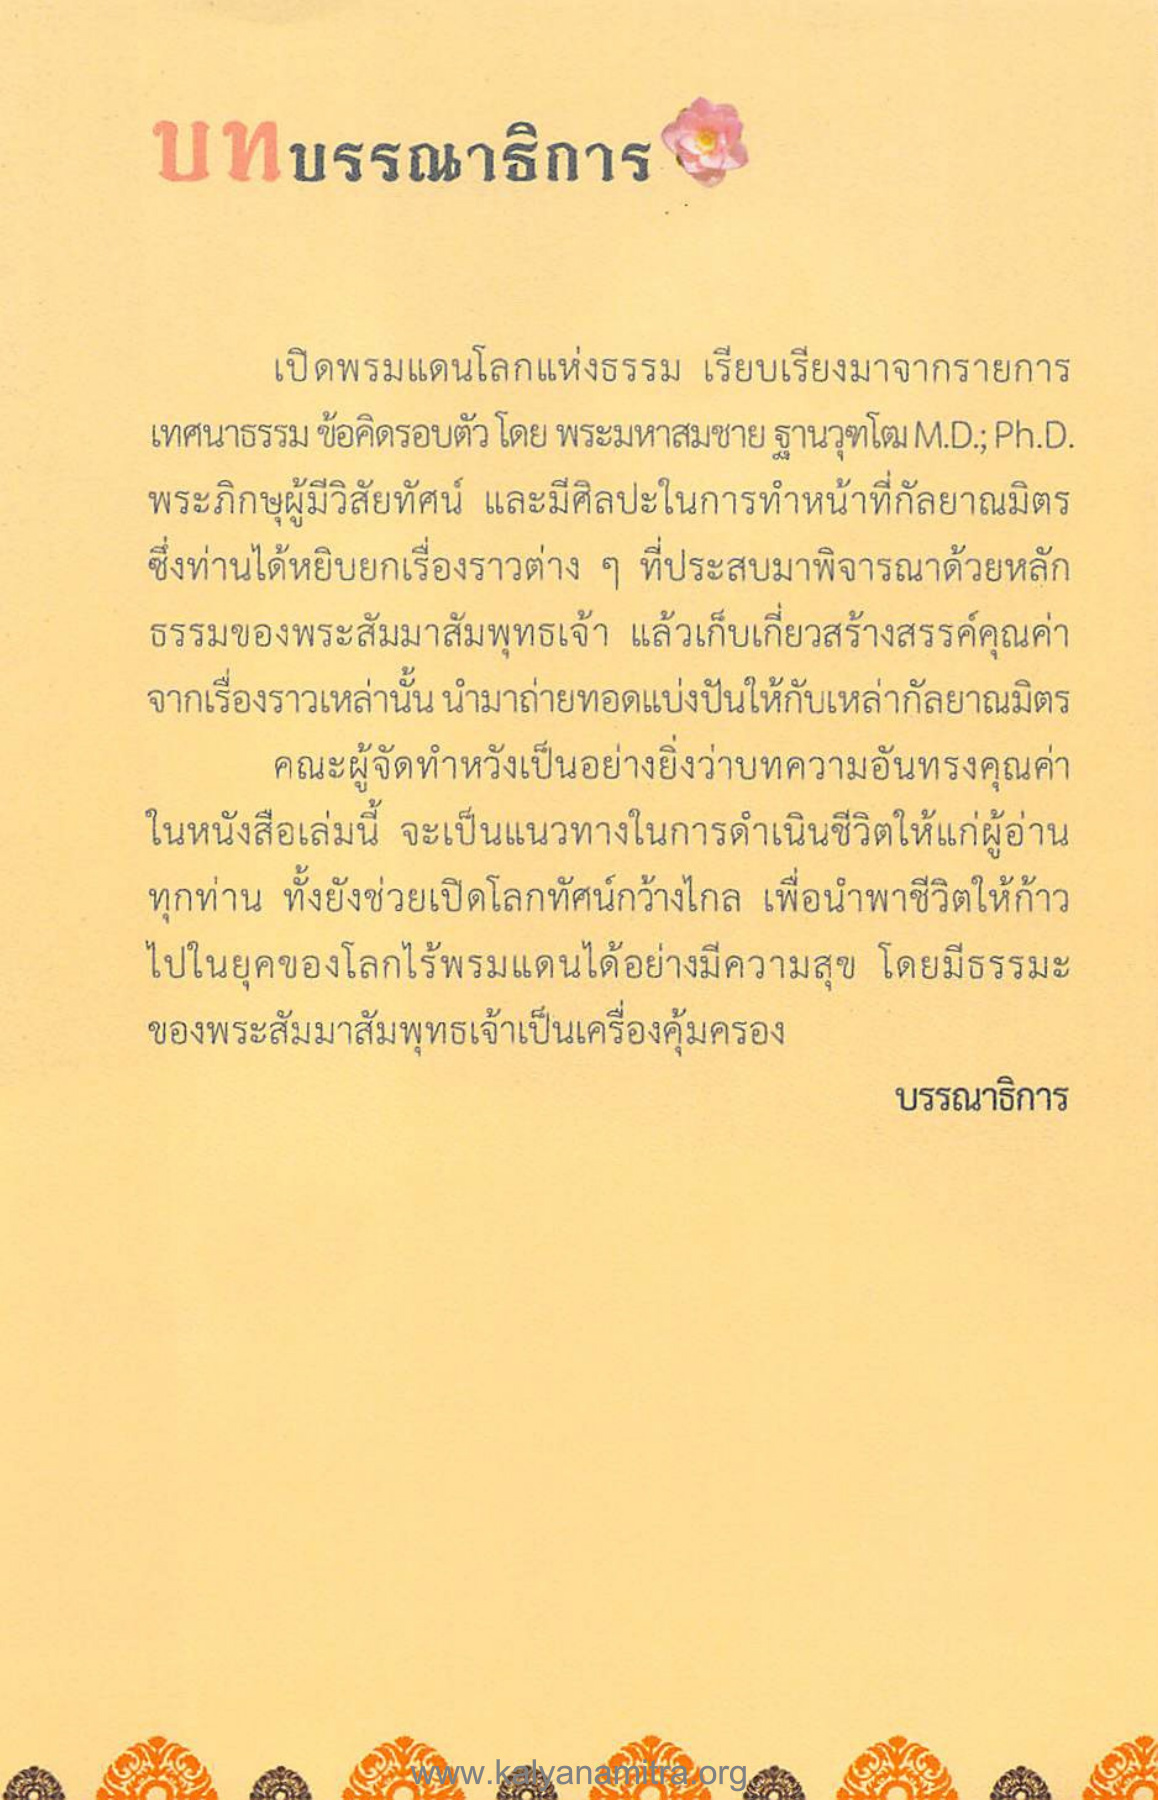 บทบรรณาธิการ
เปิดพรมแดนโลกแห่งธรรม เรียบเรียงมาจากรายการ
เทศนาธรรม ข้อคิดรอบตัว โดย พระมหาสมชาย ฐานวุฑโฒ M.D.; Ph.D.
พระภิกษุผู้มีวิสัยทัศน์ และมีศิลปะในการทำหน้าที่กัลยาณมิตร
ซึ่งท่านได้หยิบยกเรื่องราวต่าง ๆ ที่ประสบมาพิจารณาด้วยหลัก
ธรรมของพระสัมมาสัมพุทธเจ้า แล้วเก็บเกี่ยวสร้างสรรค์คุณค่า
จากเรื่องราวเหล่านั้น นำมาถ่ายทอดแบ่งปันให้กับเหล่ากัลยาณมิตร
คณะผู้จัดทำหวังเป็นอย่างยิ่งว่าบทความอันทรงคุณค่า
ในหนังสือเล่มนี้ จะเป็นแนวทางในการดำเนินชีวิตให้แก่ผู้อ่าน
ทุกท่าน ทั้งยังช่วยเปิดโลกทัศน์กว้างไกล เพื่อนำพาชีวิตให้ก้าว
ไปในยุคของโลกไร้พรมแดนได้อย่างมีความสุข โดยมีธรรมะ
ของพระสัมมาสัมพุทธเจ้าเป็นเครื่องคุ้มครอง
บรรณาธิการ
www.kalyanamitra.org